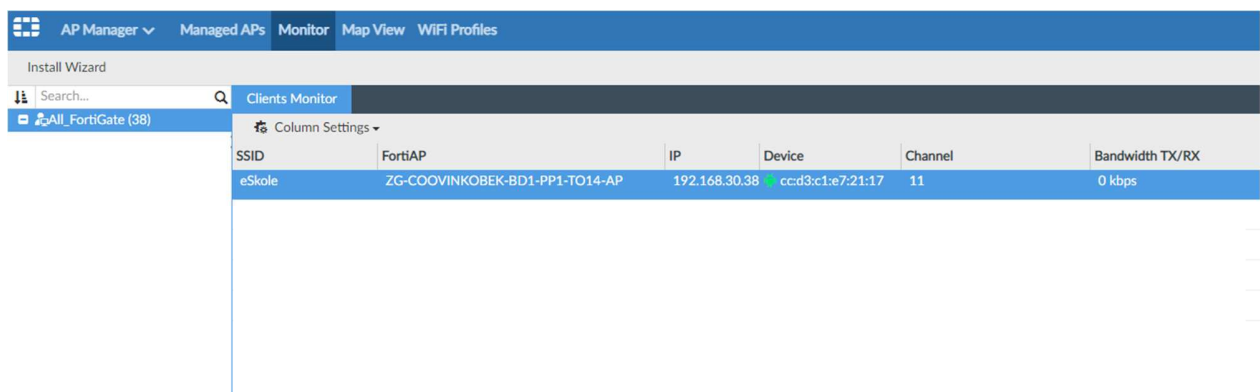 AP Manager Managed APs Monitor Map View WiFi Profiles
Install Wizard
Search...
Clients Monitor
All_FortiGate (38)
Column Settings
SSID FortiAP IP Device Channel Bandwidth TX/RX
eSkole ZG-COOVINKOBEK-BD1-PP1-TO14-AP 192.168.30.38 cc:d3:c1:e7:21:17 11 0 kbps